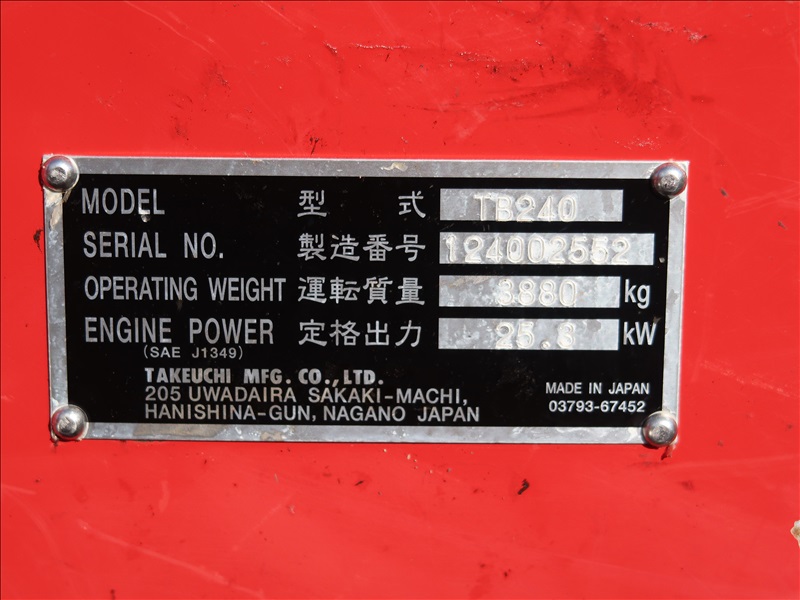 MODEL 型 式 TB240
SERIAL NO. 製造番号 124002552
OPERATING WEIGHT 運転質量 3880 kg
ENGINE POWER 定格出力 25.8 kW
(SAE J1349)
TAKEUCHI MFG. CO., LTD.
205 UWADAIRA SAKAKI-MACHI,
HANISHINA-GUN, NAGANO JAPAN
MADE IN JAPAN
03793-67452